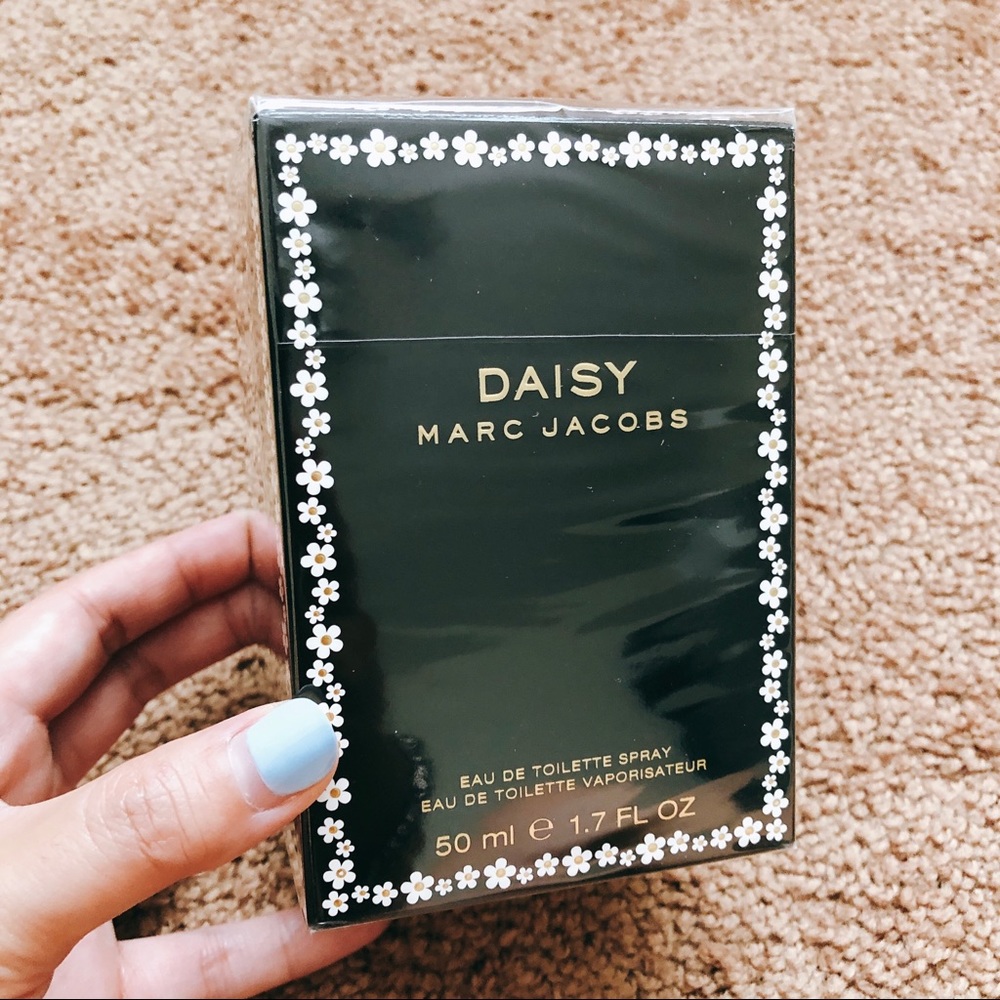 DAISY
MARC JACOBS
EAU DE TOILETTE SPRAY
EAU DE TOILETTE VAPORISATEUR
50 ml ℮ 1.7 FL OZ